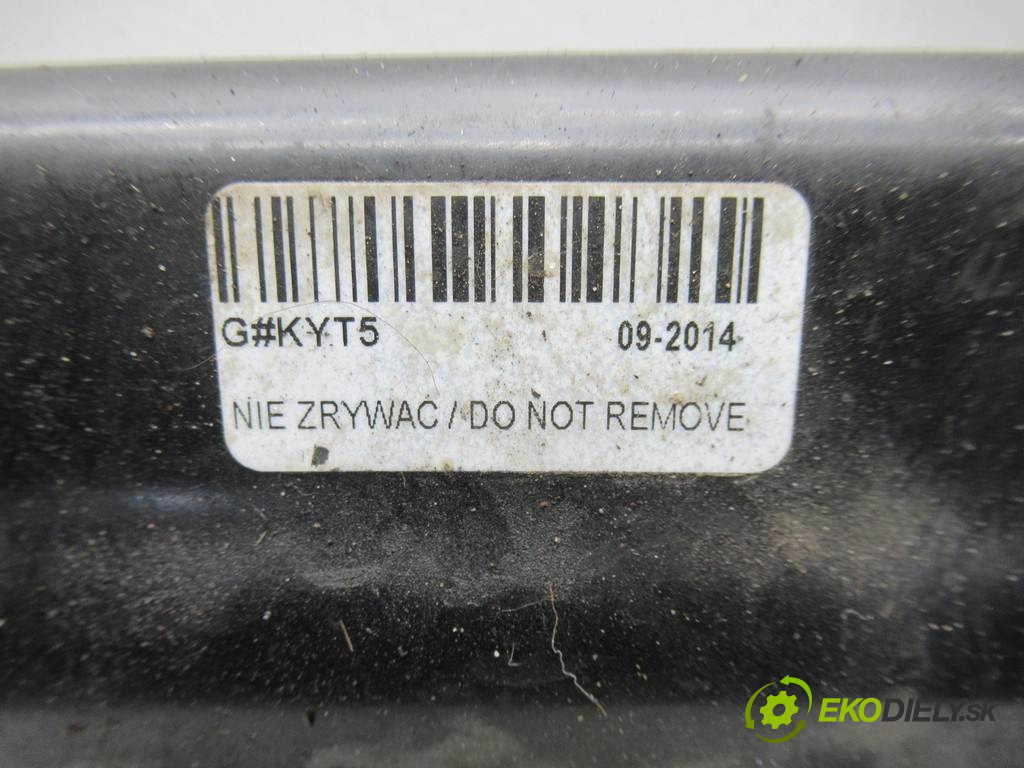 G#KYT5 09-2014
NIE ZRYWAC / DO NOT REMOVE
EKODIELY.SK